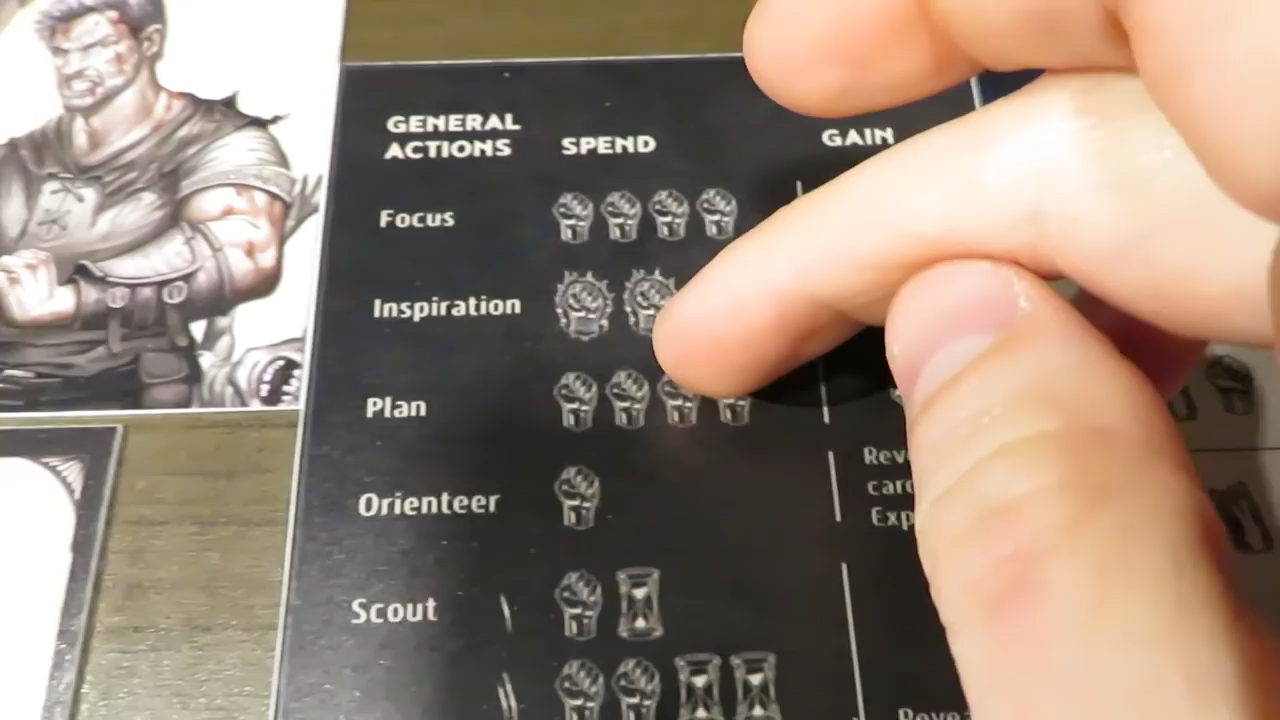 GENERAL
ACTIONS
SPEND
GAIN
Focus
Inspiration
Plan
Orienteer
Scout